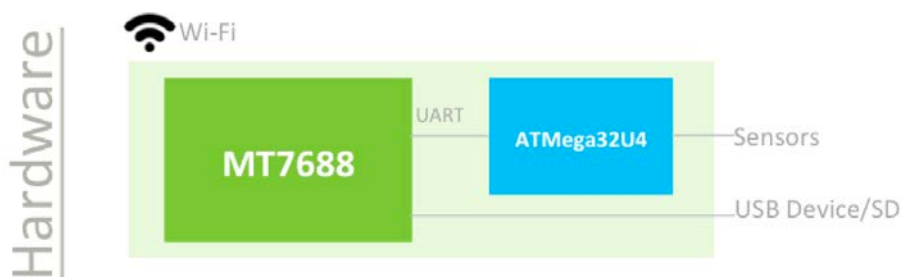 Hardware
Wi-Fi
MT7688
UART
ATMega32U4
Sensors
USB Device/SD